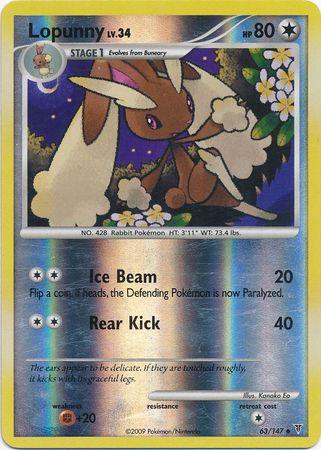 Lopunny LV.34 HP 80
STAGE 1 Evolves from Buneary
NO. 428 Rabbit Pokémon HT: 3'11" WT: 73.4 lbs.
Ice Beam 20
Flip a coin. If heads, the Defending Pokémon is now Paralyzed.
Rear Kick 40
The ears appear to be delicate. If they are touched roughly,
it kicks with its graceful legs.
Illus. Kanako Eo
weakness resistance retreat cost
+20
©2009 Pokémon/Nintendo 63/147